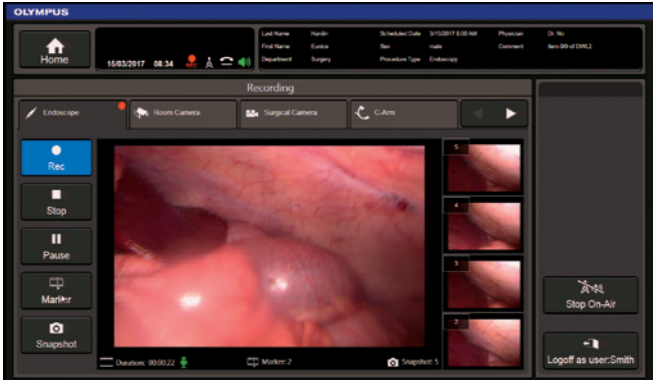 OLYMPUS
Home
15/03/2017 08:34 REC
Last Name Hardin Scheduled Date 3/15/2017 8:00 AM Physician Dr. No
First Name Eunice Sex male Comment
Department Surgery Procedure Type Endoscopy
Recording
Endoscope Room Camera Surgical Camera C-Arm
Rec
Stop
Pause
Marker
Snapshot
5
4
3
2
Duration: 00:00:22 Marker: 2 Snapshot: 5
Stop On-Air
Logoff as user:Smith